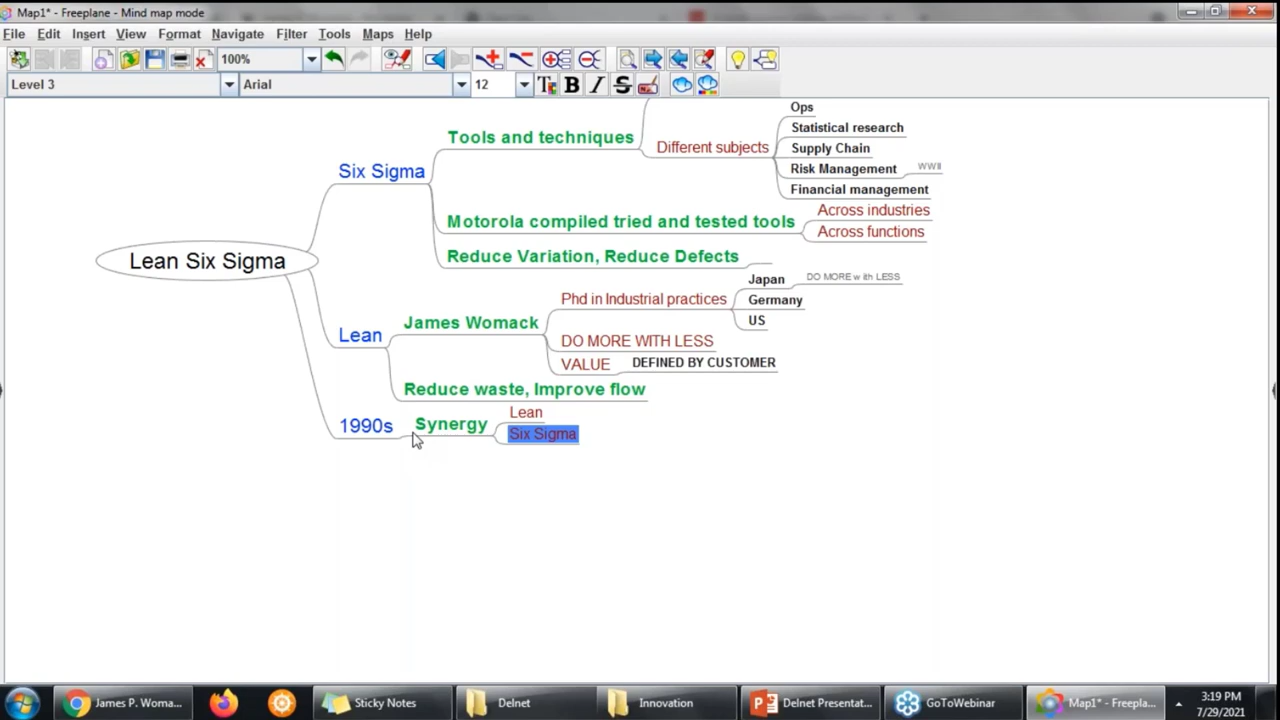 Map1* - Freeplane - Mind map mode
File Edit Insert View Format Navigate Filter Tools Maps Help
100%
Level 3 Arial 12
Ops
Tools and techniques
Statistical research
Different subjects
Supply Chain
Six Sigma
Risk Management
WWII
Financial management
Motorola compiled tried and tested tools
Across industries
Across functions
Reduce Variation, Reduce Defects
Lean Six Sigma
Japan
DO MORE with LESS
Phd in Industrial practices
Germany
James Womack
US
Lean
DO MORE WITH LESS
VALUE
DEFINED BY CUSTOMER
Reduce waste, Improve flow
1990s
Synergy
Lean
Six Sigma
James P. Woma...
Sticky Notes
Delnet
Innovation
Delnet Presentat...
GoToWebinar
Map1* - Freepla...
3:19 PM
7/29/2021